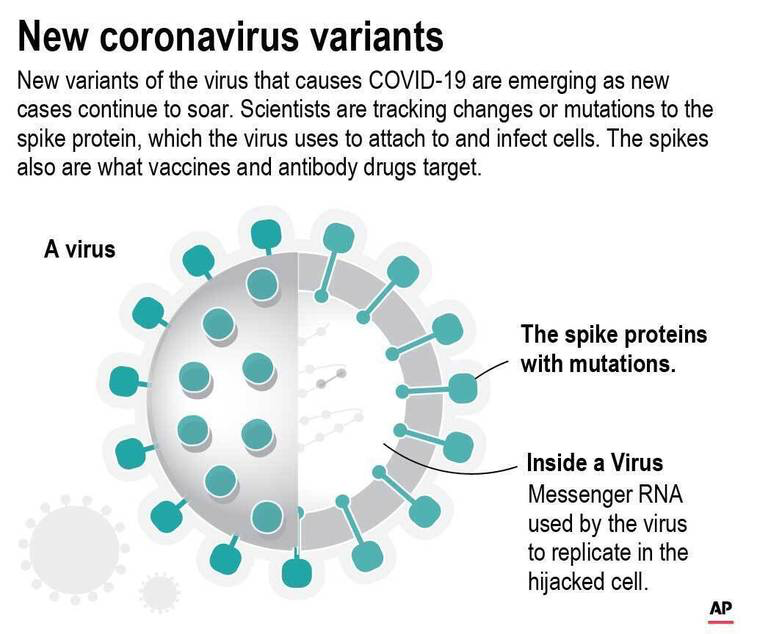 New coronavirus variants
New variants of the virus that causes COVID-19 are emerging as new
cases continue to soar. Scientists are tracking changes or mutations to the
spike protein, which the virus uses to attach to and infect cells. The spikes
also are what vaccines and antibody drugs target.
A virus
The spike proteins
with mutations.
Inside a Virus
Messenger RNA
used by the virus
to replicate in the
hijacked cell.
AP